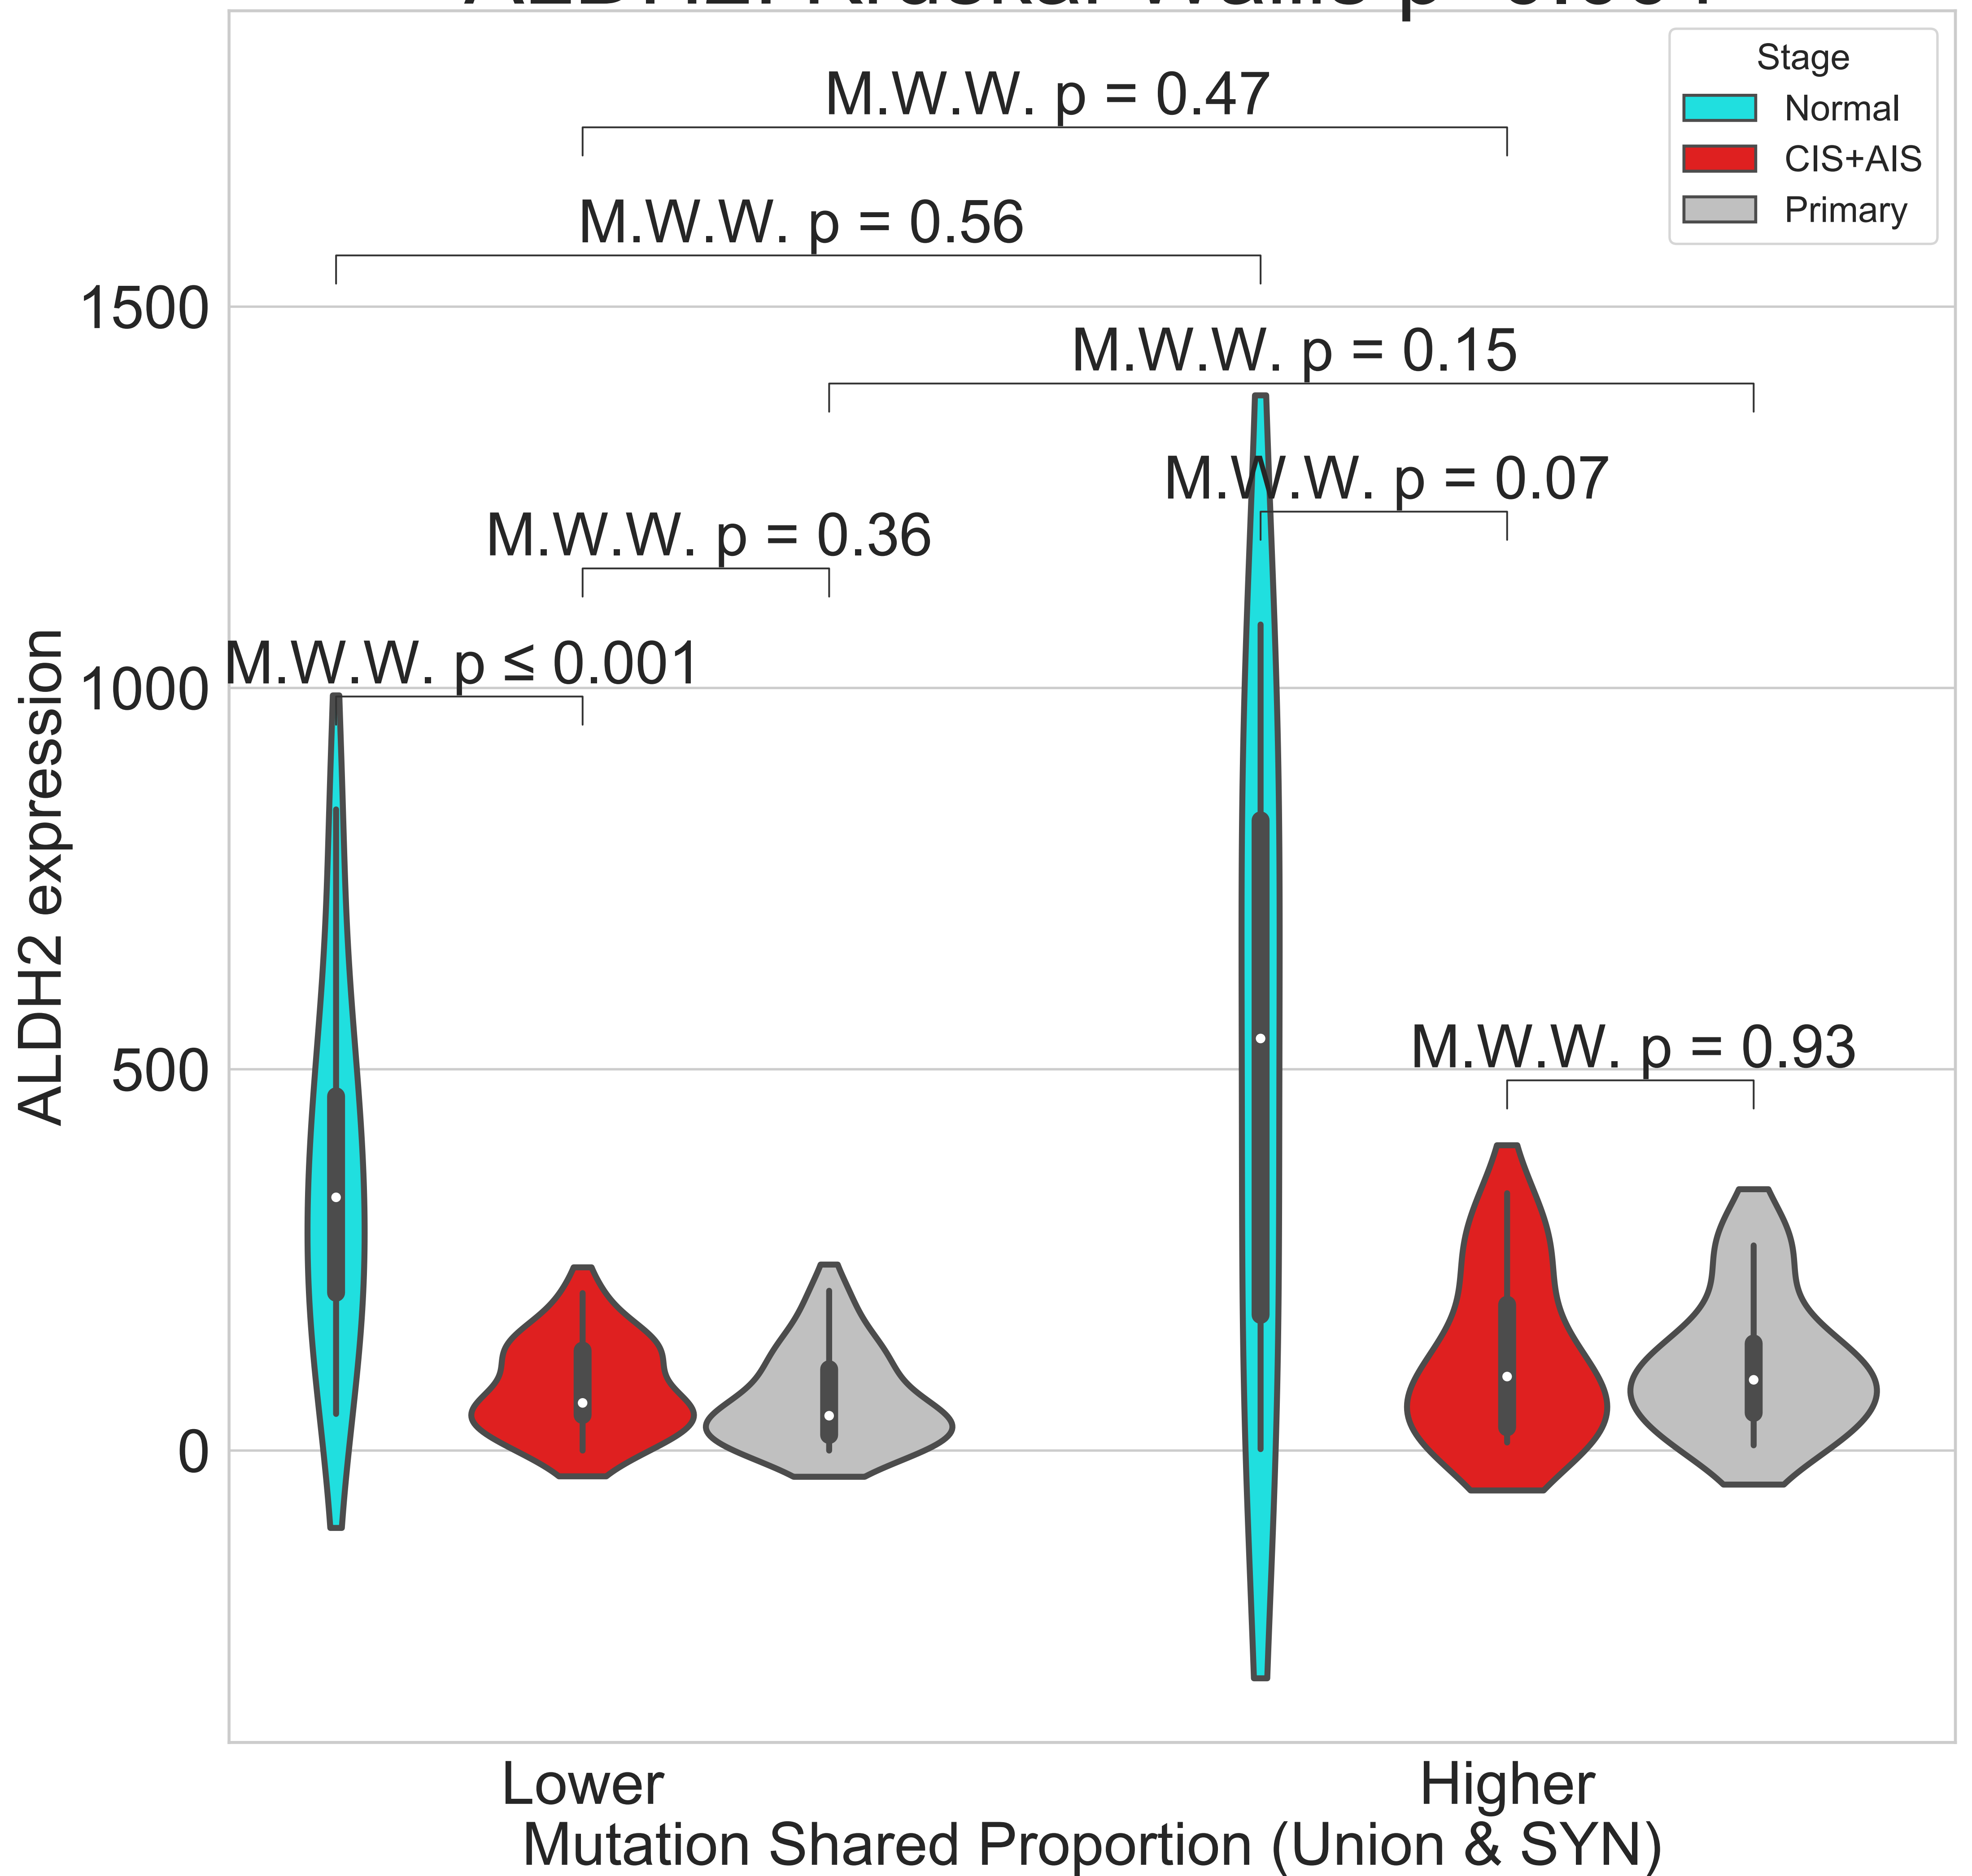 Stage
Normal
CIS+AIS
Primary
M.W.W. p = 0.47
M.W.W. p = 0.56
1500
M.W.W. p = 0.15
M.W.W. p = 0.07
M.W.W. p = 0.36
M.W.W. p ≤ 0.001
1000
ALDH2 expression
500
M.W.W. p = 0.93
0
Lower
Higher
Mutation Shared Proportion (Union & SYN)